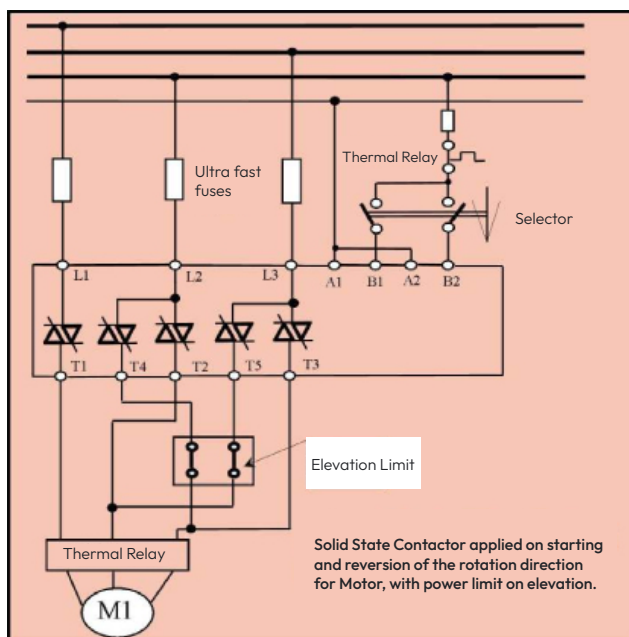 Ultra fast
fuses
Thermal Relay
Selector
L1 L2 L3 A1 B1 A2 B2
T1 T4 T2 T5 T3
Elevation Limit
Thermal Relay
Solid State Contactor applied on starting
and reversion of the rotation direction
for Motor, with power limit on elevation.
M1